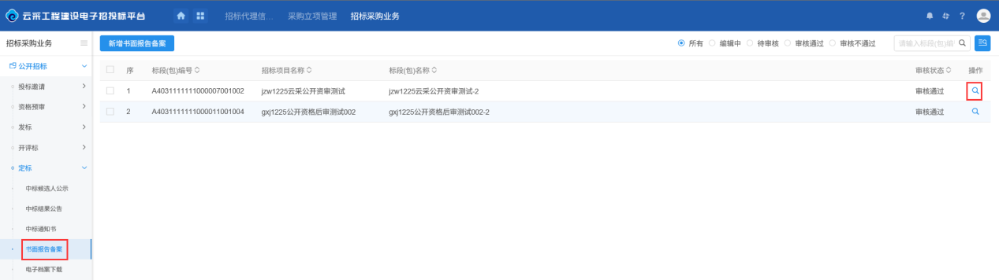 云采工程建设电子招投标平台 招标代理信... 采购立项管理 招标采购业务 ?
招标采购业务 新增书面报告备案 所有 编辑中 待审核 审核通过 审核不通过 请输入标段(包)编
公开招标 序 标段(包)编号 招标项目名称 标段(包)名称 审核状态 操作
投标邀请 1 A4031111111000007001002 jzw1225云采公开资审测试 jzw1225云采公开资审测试-2 审核通过
资格预审 2 A4031111111000011001004 gxj1225公开资格后审测试002 gxj1225公开资格后审测试002-2 审核通过
发标
开评标
定标
中标候选人公示
中标结果公告
中标通知书
书面报告备案
电子档案下载